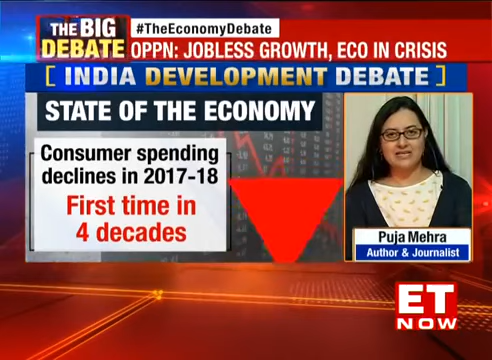 THE BIG
DEBATE
#TheEconomyDebate
OPPN: JOBLESS GROWTH, ECO IN CRISIS
[ INDIA DEVELOPMENT DEBATE ]
STATE OF THE ECONOMY
Consumer spending
declines in 2017-18
First time in
4 decades
Puja Mehra
Author & Journalist
ET
NOW